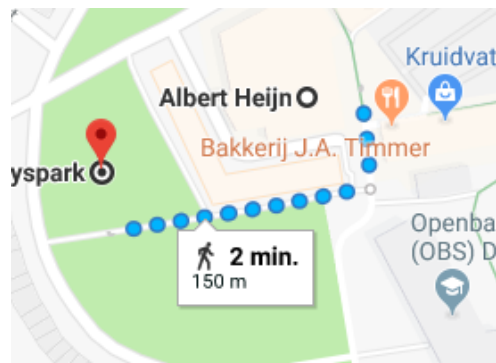 Kruidvat
Albert Heijn
Bakkerij J.A. Timmer
yspark
Openba
(OBS) D
2 min.
150 m